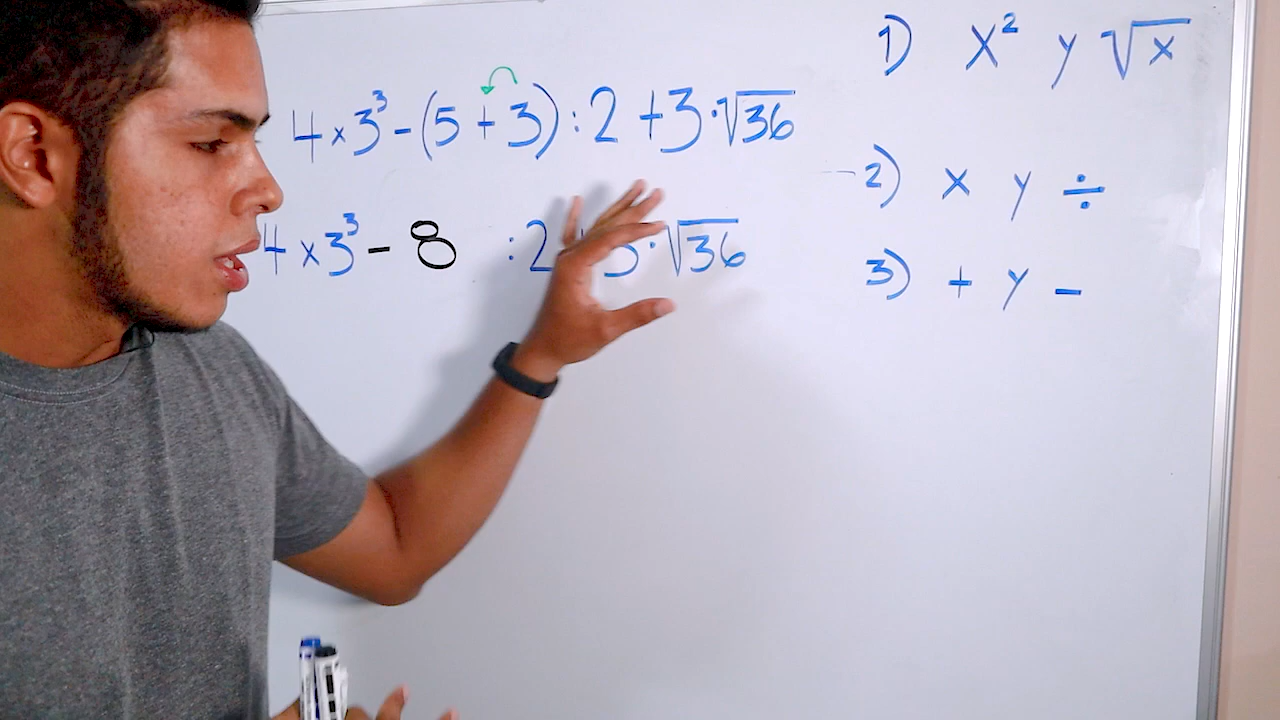 4 × 3³ - (5 + 3) : 2 + 3 · √36
4 × 3³ - 8 : 2 + 3 · √36
1) X² y √x
2) x y ÷
3) + y -